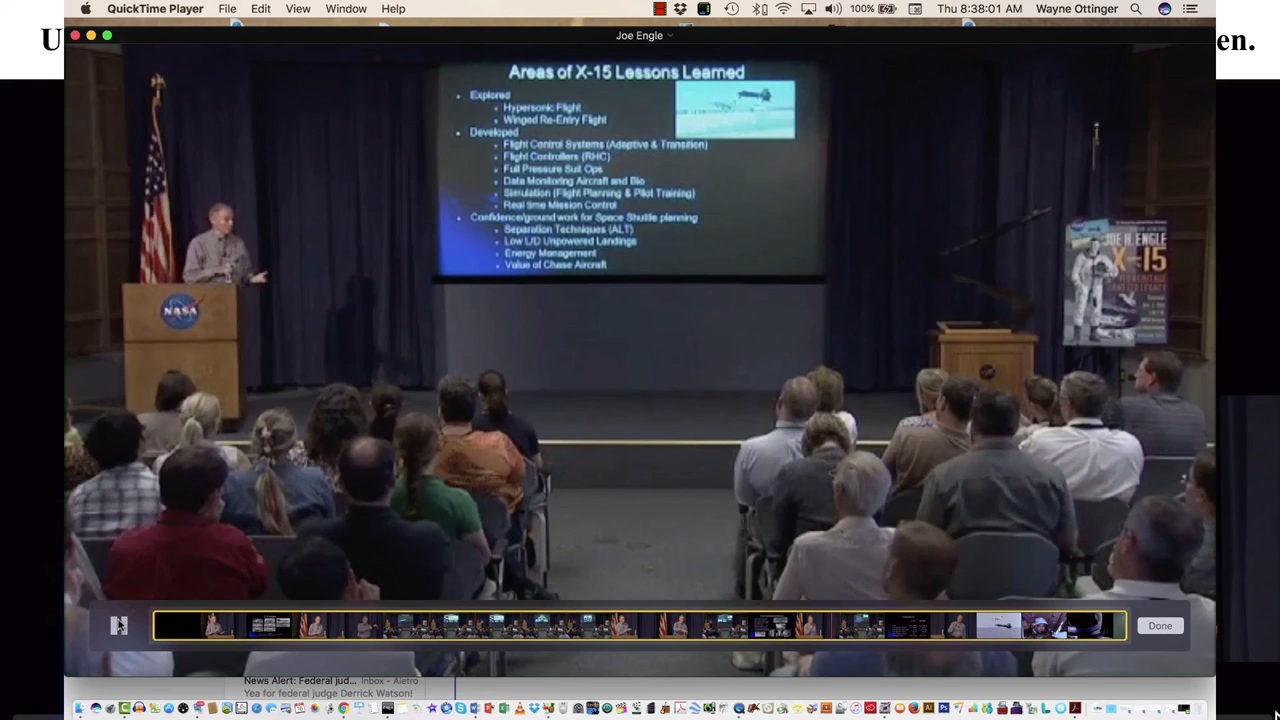 QuickTime Player File Edit View Window Help 100% Thu 8:38:01 AM Wayne Ottinger
U
en.
Joe Engle
Areas of X-15 Lessons Learned
Explored
Hypersonic Flight
Winged Re-Entry Flight
Developed
Flight Control Systems (Adaptive & Transition)
Flight Controllers (RHC)
Full Pressure Suit Ops
Data Monitoring Aircraft and Bio
Simulation (Flight Planning & Pilot Training)
Real time Mission Control
Confidence/ground work for Space Shuttle planning
Separation Techniques (ALT)
Low L/D Unpowered Landings
Energy Management
Value of Chase Aircraft
NASA
JOE H. ENGLE
X-15
Done
News Alert: Federal jud... Inbox - Aletro
Yea for federal judge Derrick Watson!